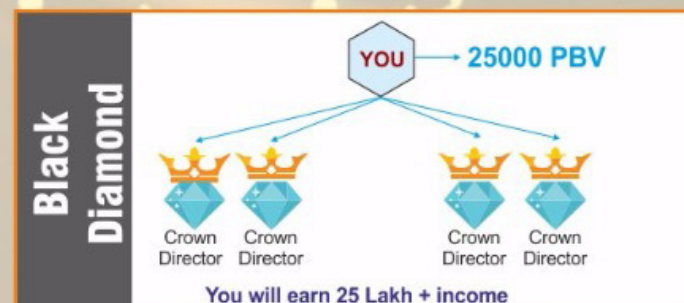 Black
Diamond
YOU
25000 PBV
Crown
Director
Crown
Director
Crown
Director
Crown
Director
You will earn 25 Lakh + income